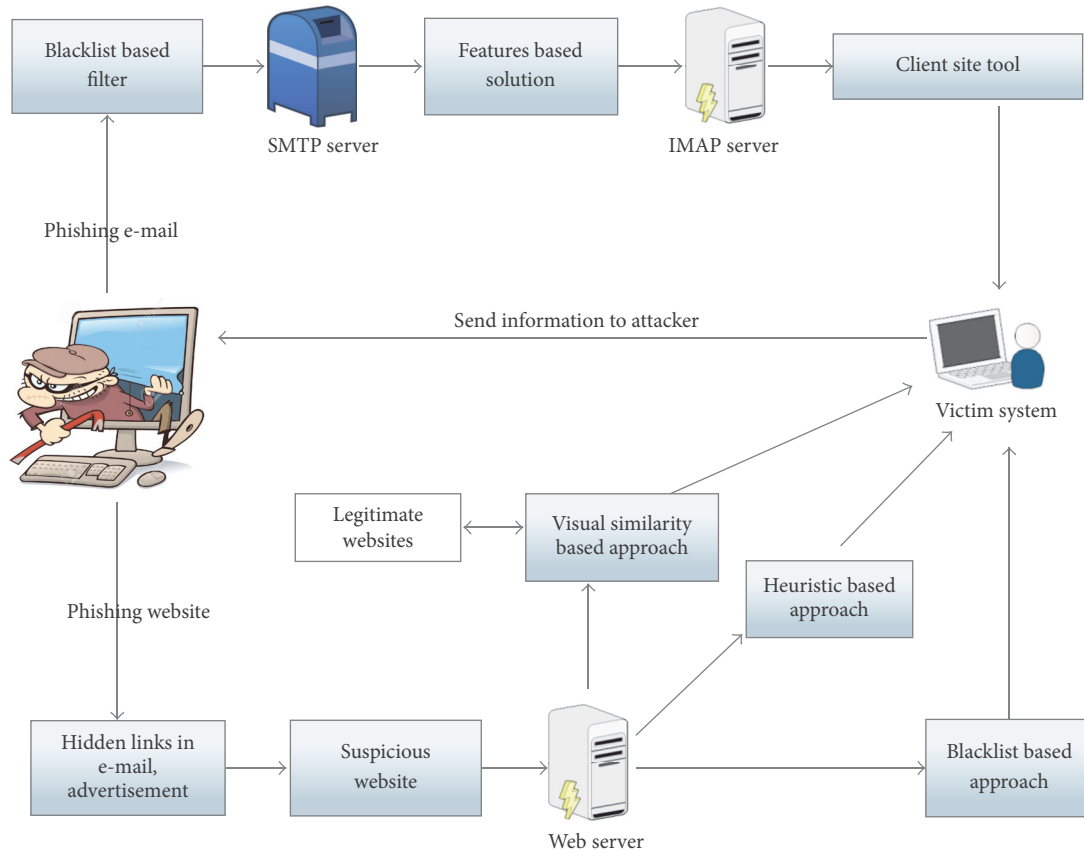 Blacklist based
filter
SMTP server
Features based
solution
IMAP server
Client site tool
Phishing e-mail
Send information to attacker
Victim system
Legitimate
websites
Visual similarity
based approach
Heuristic based
approach
Phishing website
Hidden links in
e-mail,
advertisement
Suspicious
website
Web server
Blacklist based
approach